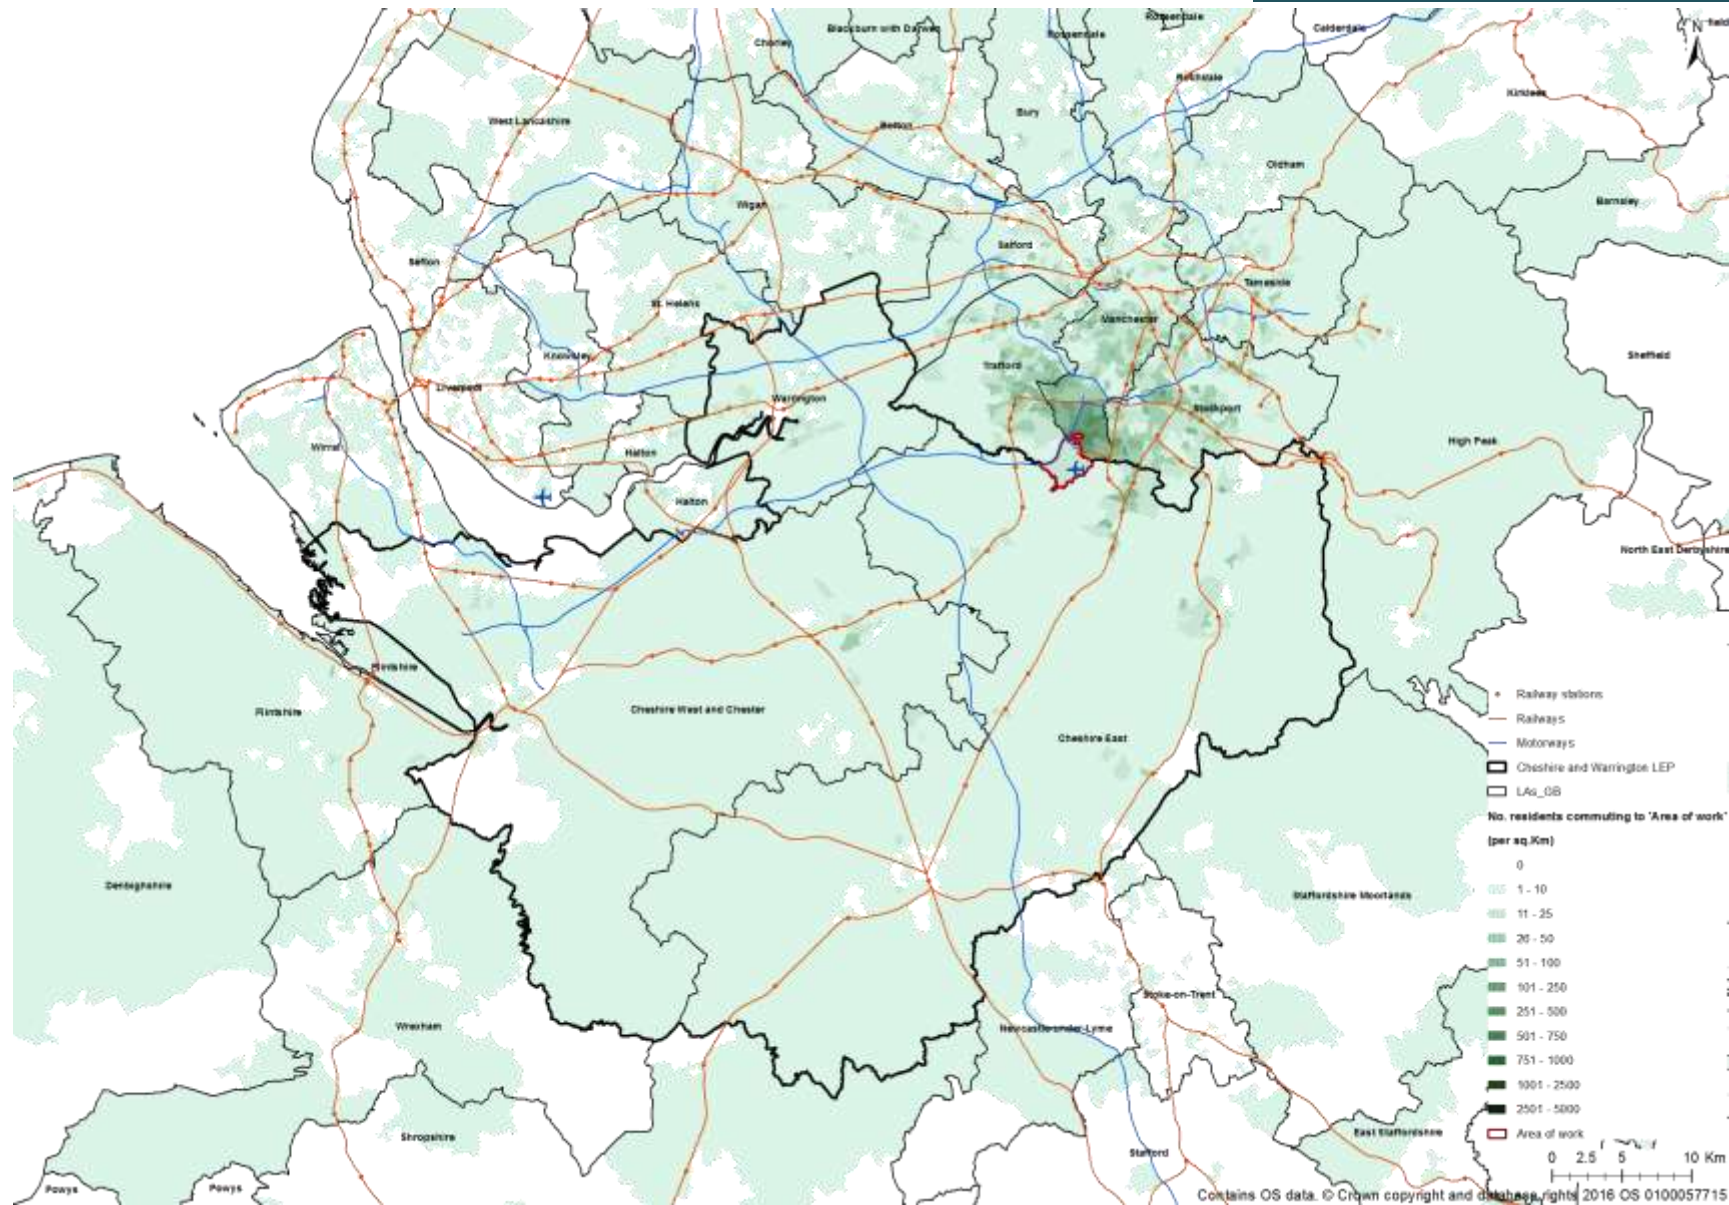 Rossendale
Blackburn with Darwen
Chorley
Rossendale
Calderdale
N
field
Rochdale
Kirklees
West Lancashire
Bolton
Bury
Oldham
Barnsley
Wigan
Salford
Sefton
Tameside
St. Helens
Manchester
Knowsley
Sheffield
Trafford
Liverpool
Warrington
Stockport
Wirral
High Peak
Halton
Halton
North East Derbyshire
Flintshire
Flintshire
Cheshire West and Chester
Cheshire East
Denbighshire
Staffordshire Moorlands
Stoke-on-Trent
Wrexham
Newcastle-under-Lyme
Shropshire
East Staffordshire
Stafford
Powys
Powys
Railway stations
Railways
Motorways
Cheshire and Warrington LEP
LAs_GB
No. residents commuting to 'Area of work'
(per sq.Km)
0
1 - 10
11 - 25
26 - 50
51 - 100
101 - 250
251 - 500
501 - 750
751 - 1000
1001 - 2500
2501 - 5000
Area of work
0 2.5 5 10 Km
Contains OS data. © Crown copyright and database rights 2016 OS 0100057715